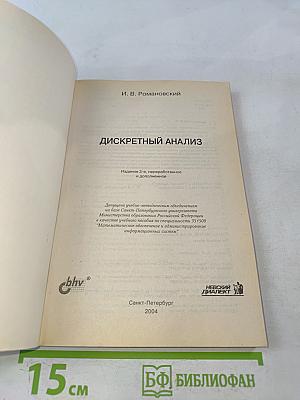 И. В. Романовский
ДИСКРЕТНЫЙ АНАЛИЗ
Издание 3-е, переработанное
и дополненное
Допущено учебно-методическим объединением
на базе Санкт-Петербургского университета
Министерства образования Российской Федерации
в качестве учебного пособия по специальности 351500
"Математическое обеспечение и администрирование
информационных систем"
bhv®
НЕВСКИЙ
ДИАЛЕКТ
Санкт-Петербург
2004
15 см
БФ БИБЛИОФАН